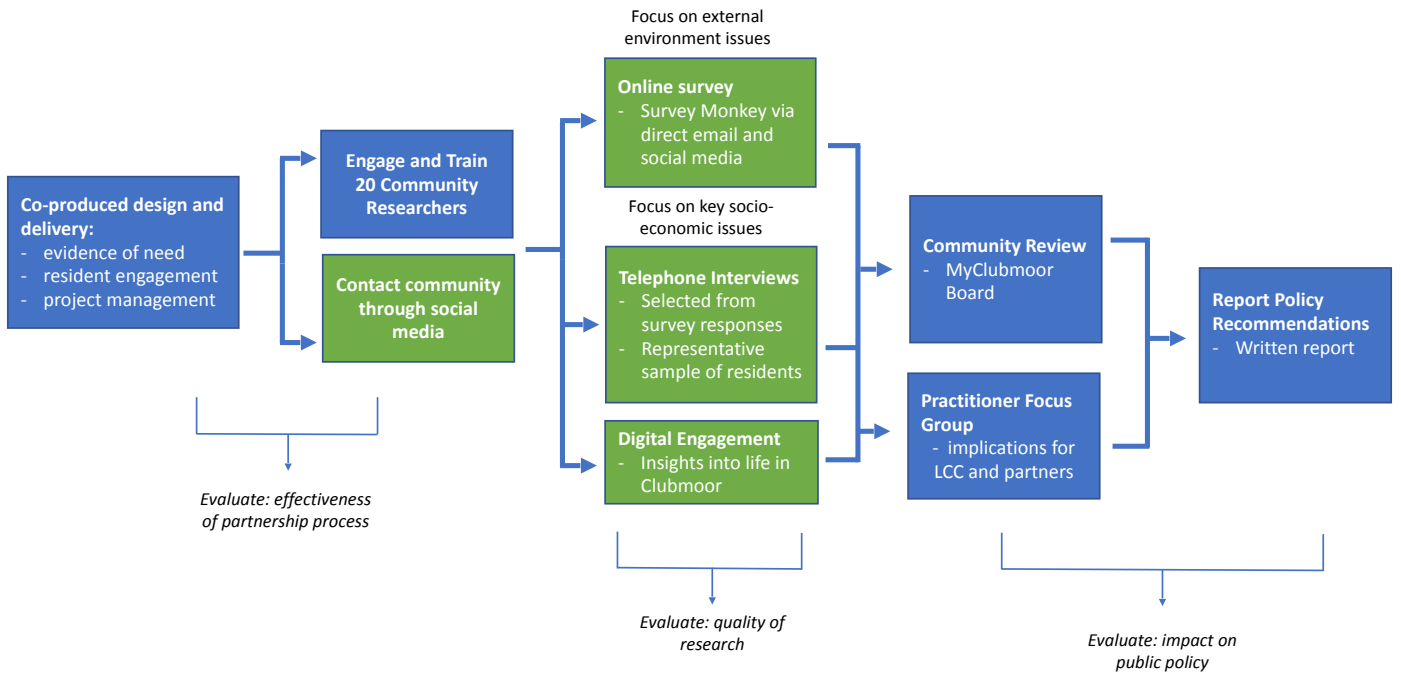 Co-produced design and
delivery:
- evidence of need
- resident engagement
- project management
Engage and Train
20 Community
Researchers
Contact community
through social
media
Evaluate: effectiveness
of partnership process
Focus on external
environment issues
Online survey
- Survey Monkey via
direct email and
social media
Focus on key socio-
economic issues
Telephone Interviews
- Selected from
survey responses
- Representative
sample of residents
Digital Engagement
- Insights into life in
Clubmoor
Evaluate: quality of
research
Community Review
- MyClubmoor
Board
Practitioner Focus
Group
- implications for
LCC and partners
Report Policy
Recommendations
- Written report
Evaluate: impact on
public policy